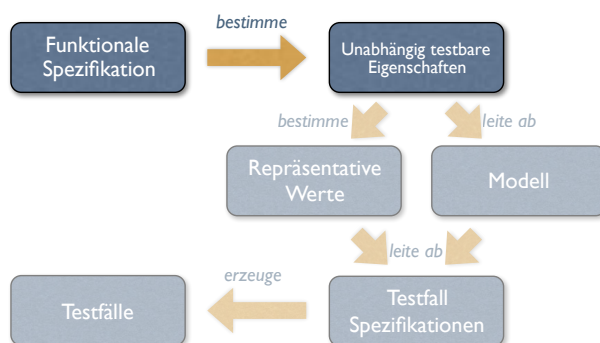 bestimme
Funktionale
Spezifikation
Unabhängig testbare
Eigenschaften
bestimme
leite ab
Repräsentative
Werte
Modell
leite ab
erzeuge
Testfälle
Testfall
Spezifikationen